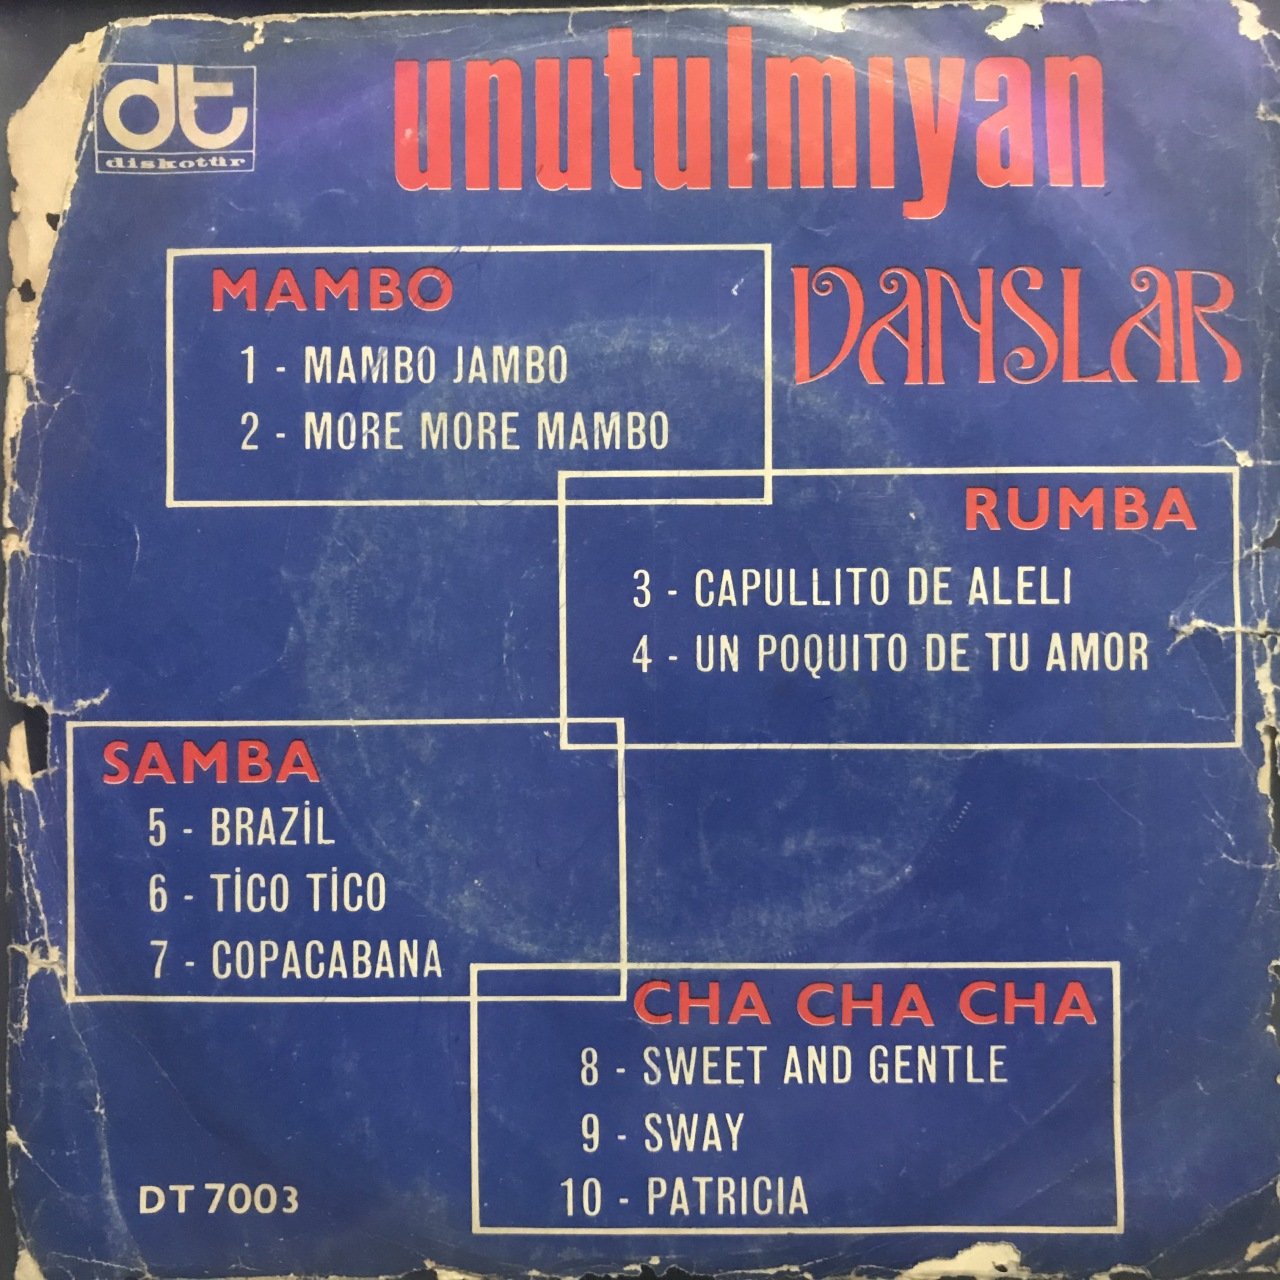 dt
diskotür
unutulmıyan
DANSLAR
MAMBO
1 - MAMBO JAMBO
2 - MORE MORE MAMBO
RUMBA
3 - CAPULLITO DE ALELI
4 - UN POQUITO DE TU AMOR
SAMBA
5 - BRAZİL
6 - TİCO TİCO
7 - COPACABANA
CHA CHA CHA
8 - SWEET AND GENTLE
9 - SWAY
10 - PATRICIA
DT 7003